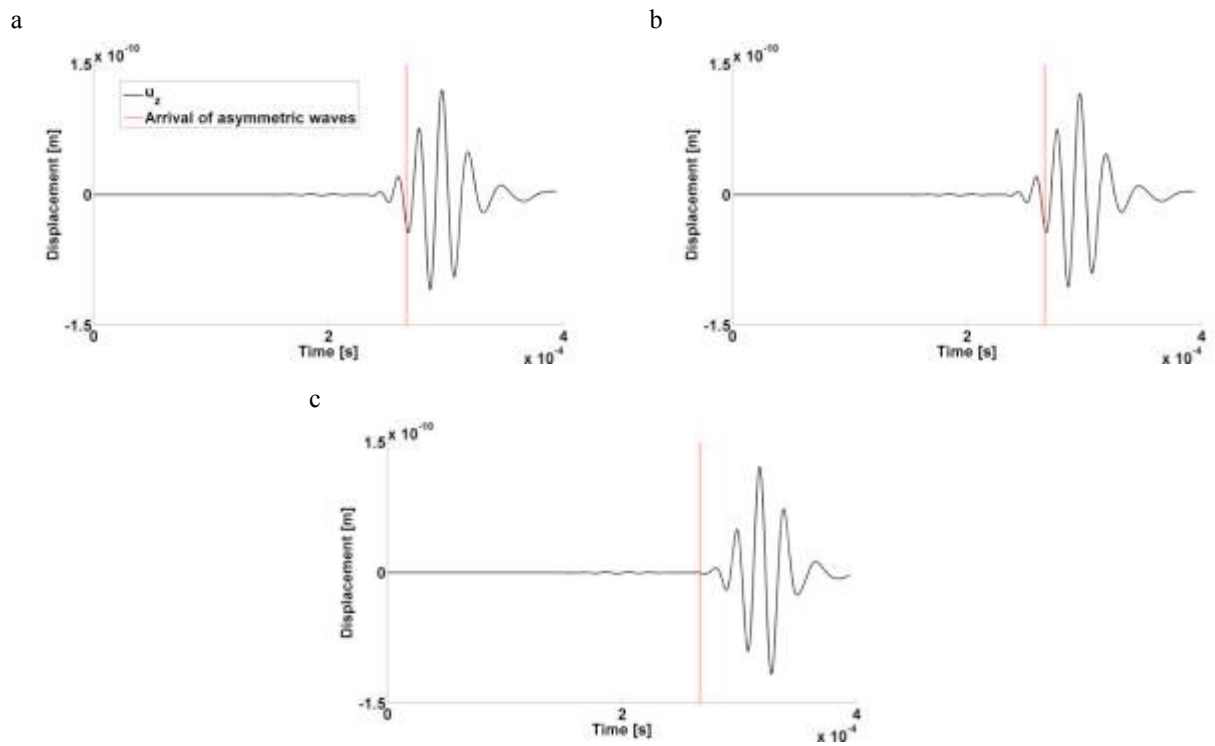 a
1.5 x 10⁻¹⁰
u_z
Arrival of asymmetric waves
Displacement [m]
0
-1.5
0 2 4
Time [s]
x 10⁻⁴
b
1.5 x 10⁻¹⁰
Displacement [m]
0
-1.5
0 2 4
Time [s]
x 10⁻⁴
c
1.5 x 10⁻¹⁰
Displacement [m]
0
-1.5
0 2 4
Time [s]
x 10⁻⁴